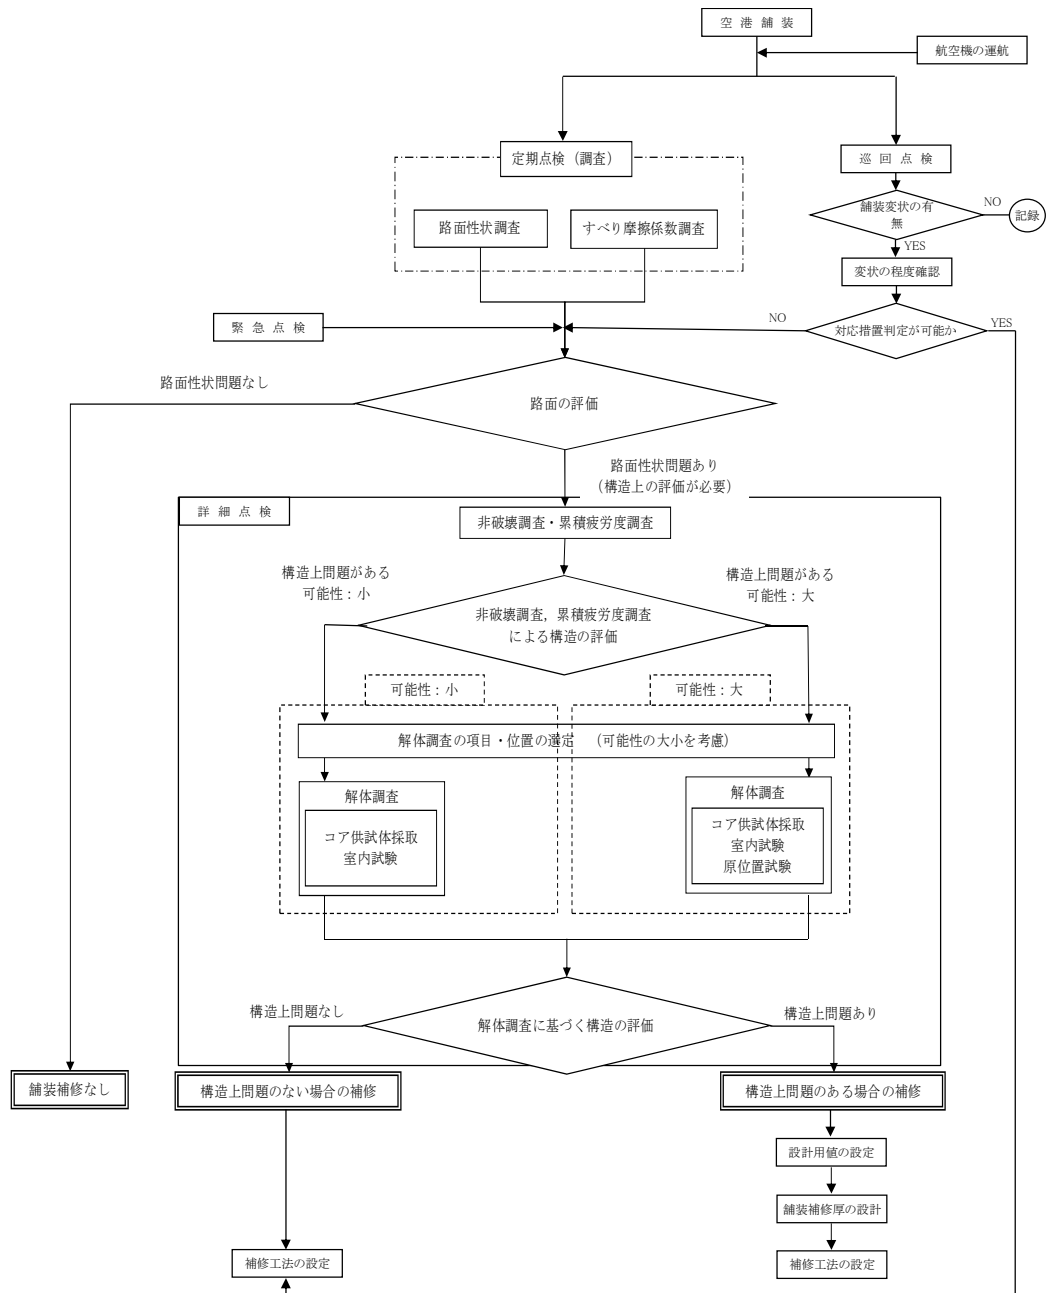 空 港 舗 装
航空機の運航
定期点検（調査）
巡 回 点 検
路面性状調査
すべり摩擦係数調査
舗装変状の有
無
NO
記録
YES
変状の程度確認
緊 急 点 検
NO
対応措置判定が可能か
YES
路面性状問題なし
路面の評価
路面性状問題あり
（構造上の評価が必要）
詳 細 点 検
非破壊調査・累積疲労度調査
構造上問題がある
可能性：小
構造上問題がある
可能性：大
非破壊調査，累積疲労度調査
による構造の評価
可能性：小
可能性：大
解体調査の項目・位置の選定　（可能性の大小を考慮）
解体調査
コア供試体採取
室内試験
解体調査
コア供試体採取
室内試験
原位置試験
構造上問題なし
解体調査に基づく構造の評価
構造上問題あり
舗装補修なし
構造上問題のない場合の補修
構造上問題のある場合の補修
設計用値の設定
舗装補修厚の設計
補修工法の設定
補修工法の設定